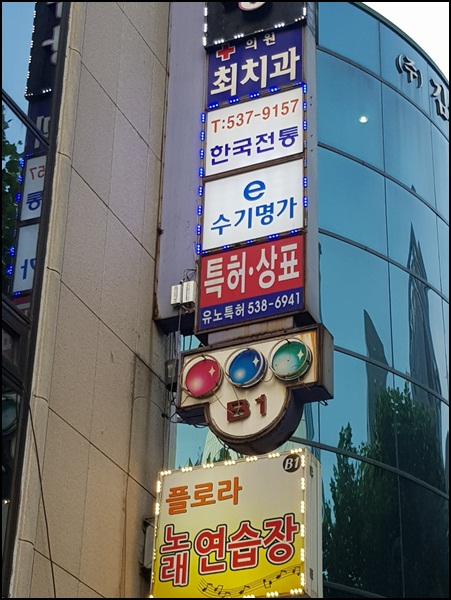 의원
최치과
T:537-9157
한국전통
e
수기명가
특허·상표
유노특허 538-6941
B1
B1
플로라
노래연습장
(주)